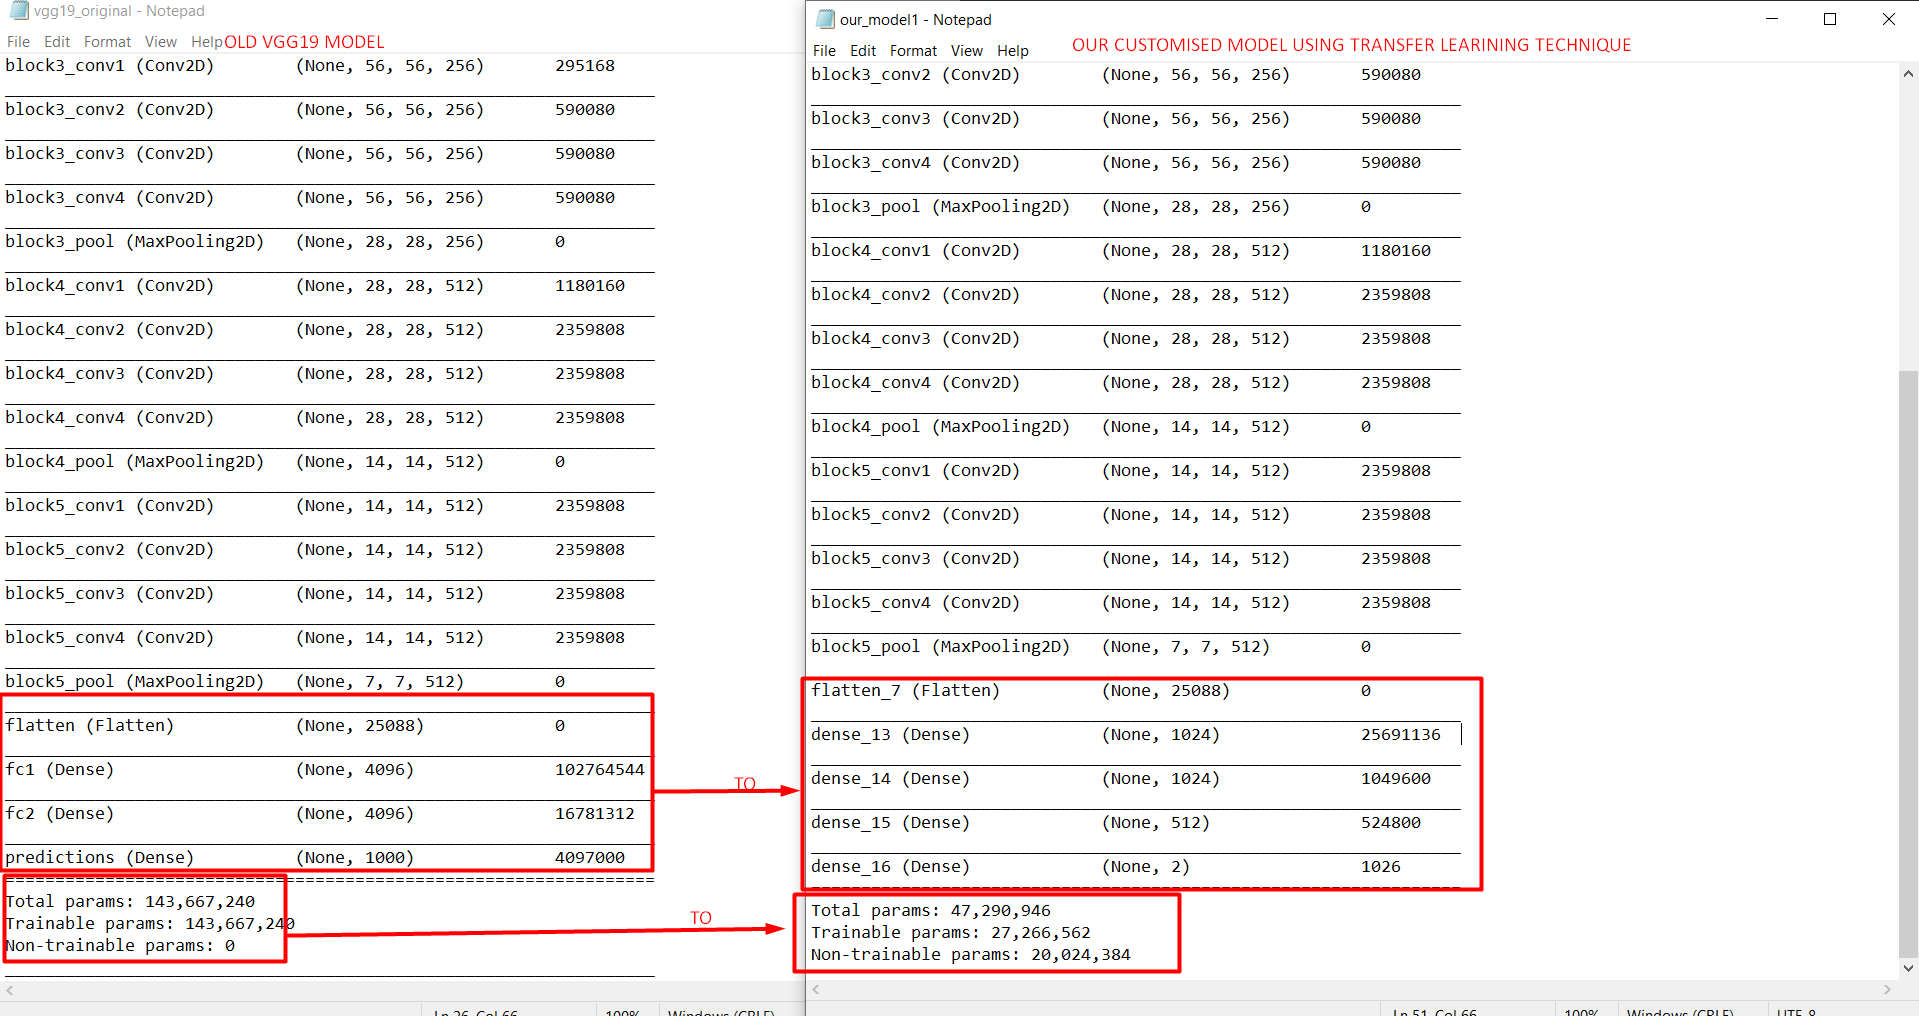 vgg19_original - Notepad
File Edit Format View Help OLD VGG19 MODEL
block3_conv1 (Conv2D) (None, 56, 56, 256) 295168
block3_conv2 (Conv2D) (None, 56, 56, 256) 590080
block3_conv3 (Conv2D) (None, 56, 56, 256) 590080
block3_conv4 (Conv2D) (None, 56, 56, 256) 590080
block3_pool (MaxPooling2D) (None, 28, 28, 256) 0
block4_conv1 (Conv2D) (None, 28, 28, 512) 1180160
block4_conv2 (Conv2D) (None, 28, 28, 512) 2359808
block4_conv3 (Conv2D) (None, 28, 28, 512) 2359808
block4_conv4 (Conv2D) (None, 28, 28, 512) 2359808
block4_pool (MaxPooling2D) (None, 14, 14, 512) 0
block5_conv1 (Conv2D) (None, 14, 14, 512) 2359808
block5_conv2 (Conv2D) (None, 14, 14, 512) 2359808
block5_conv3 (Conv2D) (None, 14, 14, 512) 2359808
block5_conv4 (Conv2D) (None, 14, 14, 512) 2359808
block5_pool (MaxPooling2D) (None, 7, 7, 512) 0
flatten (Flatten) (None, 25088) 0
fc1 (Dense) (None, 4096) 102764544
fc2 (Dense) (None, 4096) 16781312
predictions (Dense) (None, 1000) 4097000
Total params: 143,667,240
Trainable params: 143,667,240
Non-trainable params: 0
Ln 26, Col 66 100% Windows (CRLF)
TO
TO
our_model1 - Notepad
File Edit Format View Help
OUR CUSTOMISED MODEL USING TRANSFER LEARINING TECHNIQUE
block3_conv2 (Conv2D) (None, 56, 56, 256) 590080
block3_conv3 (Conv2D) (None, 56, 56, 256) 590080
block3_conv4 (Conv2D) (None, 56, 56, 256) 590080
block3_pool (MaxPooling2D) (None, 28, 28, 256) 0
block4_conv1 (Conv2D) (None, 28, 28, 512) 1180160
block4_conv2 (Conv2D) (None, 28, 28, 512) 2359808
block4_conv3 (Conv2D) (None, 28, 28, 512) 2359808
block4_conv4 (Conv2D) (None, 28, 28, 512) 2359808
block4_pool (MaxPooling2D) (None, 14, 14, 512) 0
block5_conv1 (Conv2D) (None, 14, 14, 512) 2359808
block5_conv2 (Conv2D) (None, 14, 14, 512) 2359808
block5_conv3 (Conv2D) (None, 14, 14, 512) 2359808
block5_conv4 (Conv2D) (None, 14, 14, 512) 2359808
block5_pool (MaxPooling2D) (None, 7, 7, 512) 0
flatten_7 (Flatten) (None, 25088) 0
dense_13 (Dense) (None, 1024) 25691136
dense_14 (Dense) (None, 1024) 1049600
dense_15 (Dense) (None, 512) 524800
dense_16 (Dense) (None, 2) 1026
Total params: 47,290,946
Trainable params: 27,266,562
Non-trainable params: 20,024,384
Ln 51, Col 66 100% Windows (CRLF) UTF-8